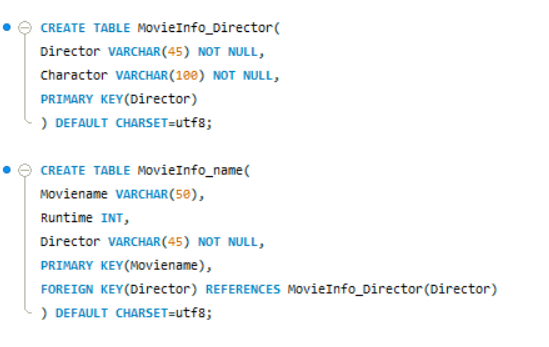 CREATE TABLE MovieInfo_Director(
Director VARCHAR(45) NOT NULL,
Charactor VARCHAR(100) NOT NULL,
PRIMARY KEY(Director)
) DEFAULT CHARSET=utf8;
CREATE TABLE MovieInfo_name(
Moviename VARCHAR(50),
Runtime INT,
Director VARCHAR(45) NOT NULL,
PRIMARY KEY(Moviename),
FOREIGN KEY(Director) REFERENCES MovieInfo_Director(Director)
) DEFAULT CHARSET=utf8;